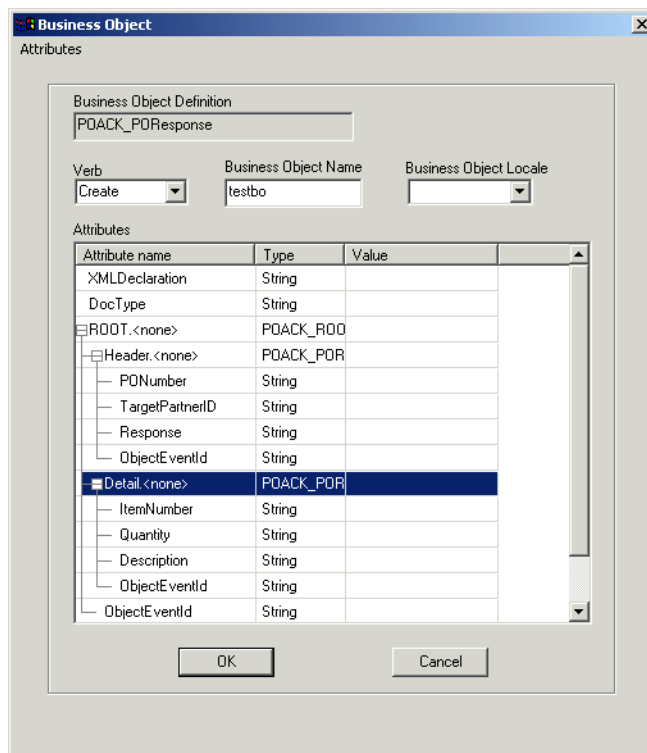 Business Object
Attributes
Business Object Definition
POACK_POResponse
Verb Business Object Name Business Object Locale
Create testbo
Attributes
Attribute name Type Value
XMLDeclaration String
DocType String
ROOT.<none> POACK_ROO
Header.<none> POACK_POR
PONumber String
TargetPartnerID String
Response String
ObjectEventId String
Detail.<none> POACK_POR
ItemNumber String
Quantity String
Description String
ObjectEventId String
ObjectEventId String
OK Cancel